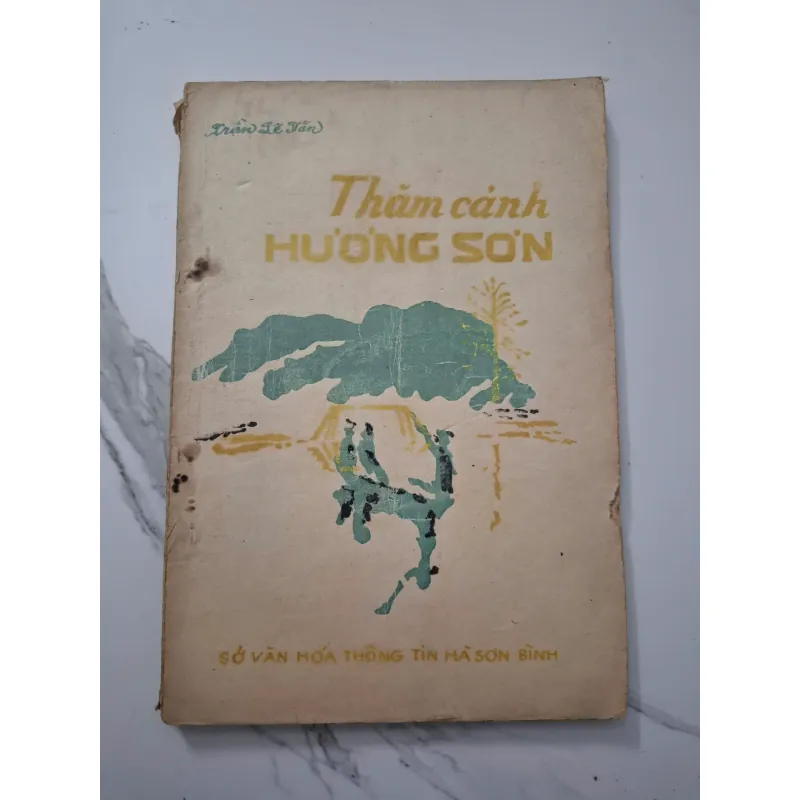 Trần Lê Văn
Thăm cảnh
HƯƠNG SƠN
SỞ VĂN HÓA THÔNG TIN HÀ SƠN BÌNH